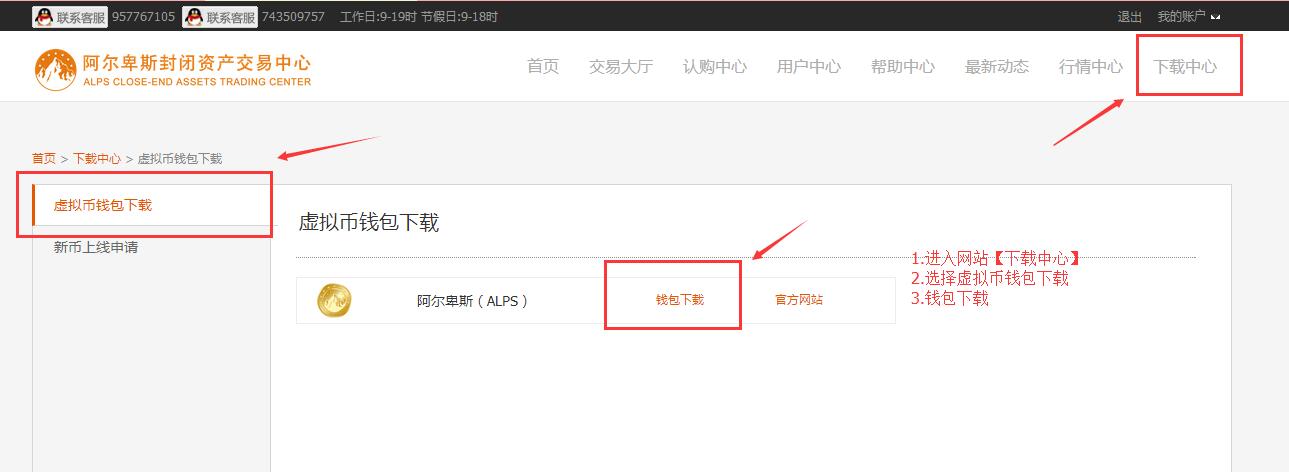 联系客服 957767105 联系客服 743509757 工作日:9-19时 节假日:9-18时 退出 我的账户
阿尔卑斯封闭资产交易中心
ALPS CLOSE-END ASSETS TRADING CENTER
首页 交易大厅 认购中心 用户中心 帮助中心 最新动态 行情中心 下载中心
首页 > 下载中心 > 虚拟币钱包下载
虚拟币钱包下载
新币上线申请
虚拟币钱包下载
阿尔卑斯（ALPS） 钱包下载 官方网站
1.进入网站【下载中心】
2.选择虚拟币钱包下载
3.钱包下载